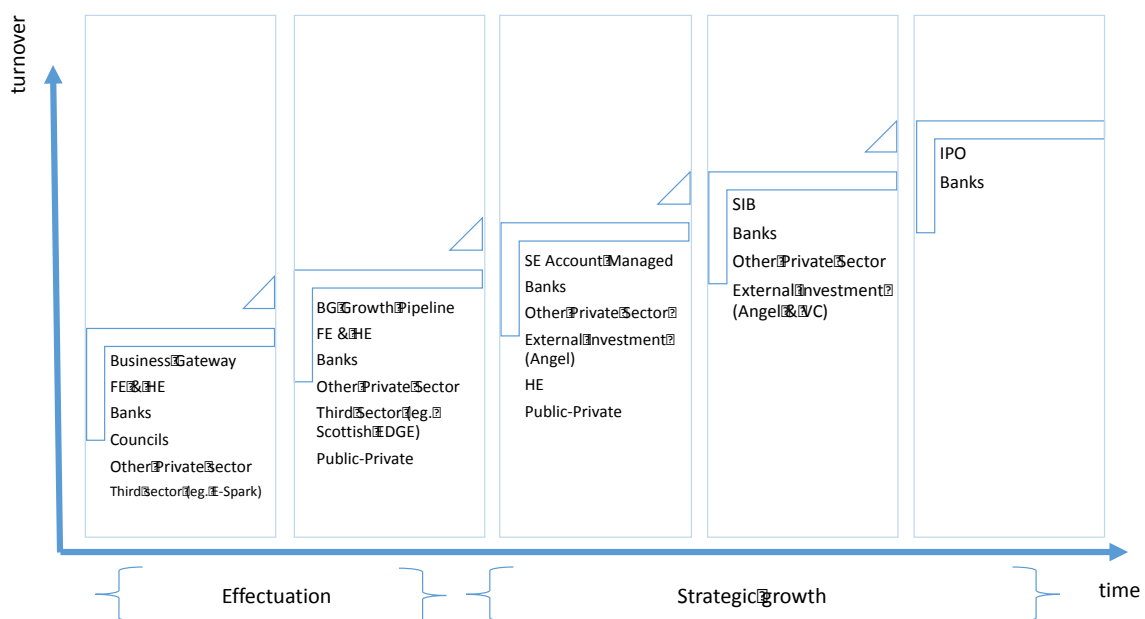 turnover
Business Gateway
FE & HE
Banks
Councils
Other Private sector
Third sector (eg. E-Spark)
BG Growth Pipeline
FE & HE
Banks
Other Private Sector
Third Sector (eg.
Scottish EDGE)
Public-Private
SE Account Managed
Banks
Other Private Sector
External Investment
(Angel)
HE
Public-Private
SIB
Banks
Other Private Sector
External Investment
(Angel & VC)
IPO
Banks
Effectuation
Strategic growth
time